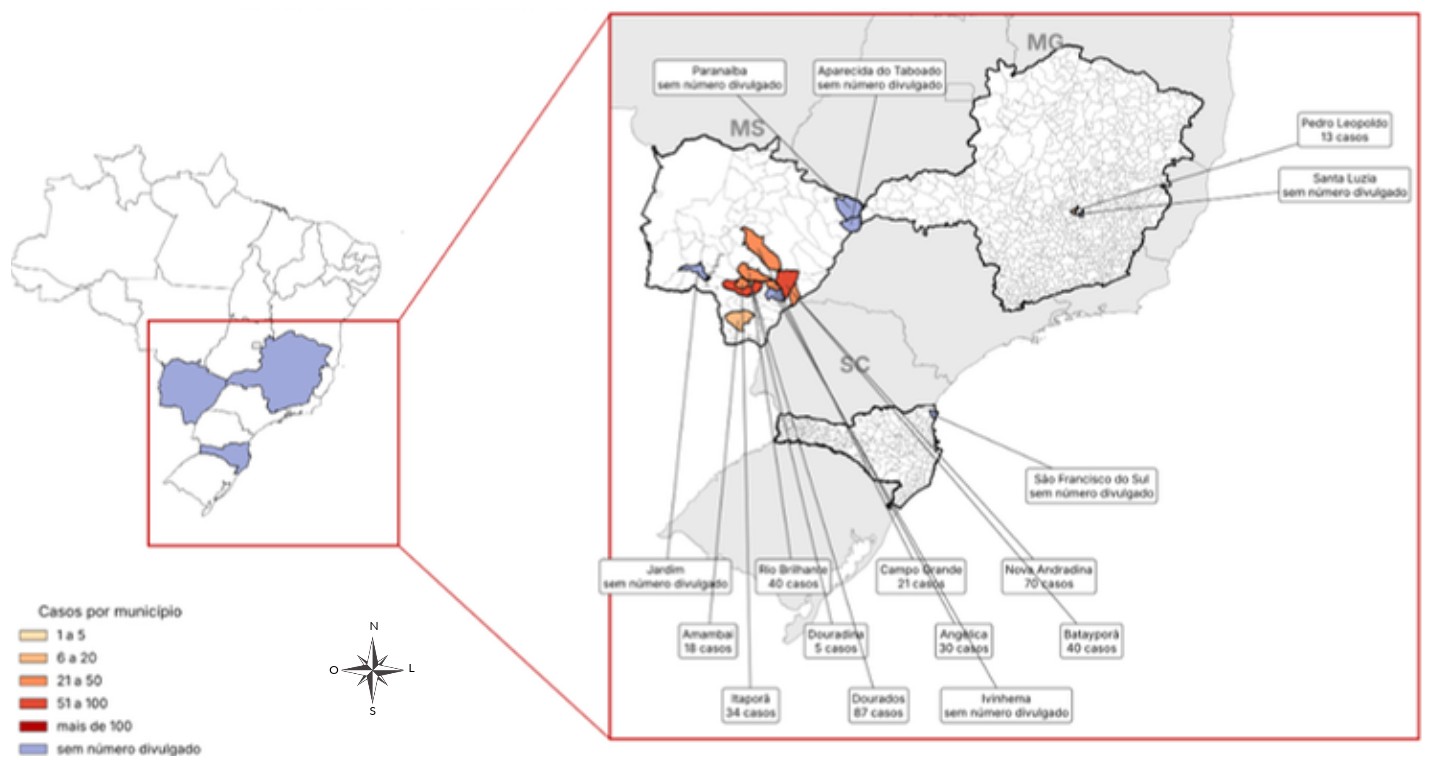 MG
Paranaíba
sem número divulgado
Aparecida do Taboado
sem número divulgado
MS
Pedro Leopoldo
13 casos
Santa Luzia
sem número divulgado
SC
São Francisco do Sul
sem número divulgado
Jardim
sem número divulgado
Rio Brilhante
40 casos
Campo Grande
21 casos
Nova Andradina
70 casos
Amambai
18 casos
Douradina
5 casos
Angélica
30 casos
Batayporã
40 casos
Itaporã
34 casos
Dourados
87 casos
Ivinhema
sem número divulgado
Casos por município
1 a 5
6 a 20
21 a 50
51 a 100
mais de 100
sem número divulgado
N
O
L
S